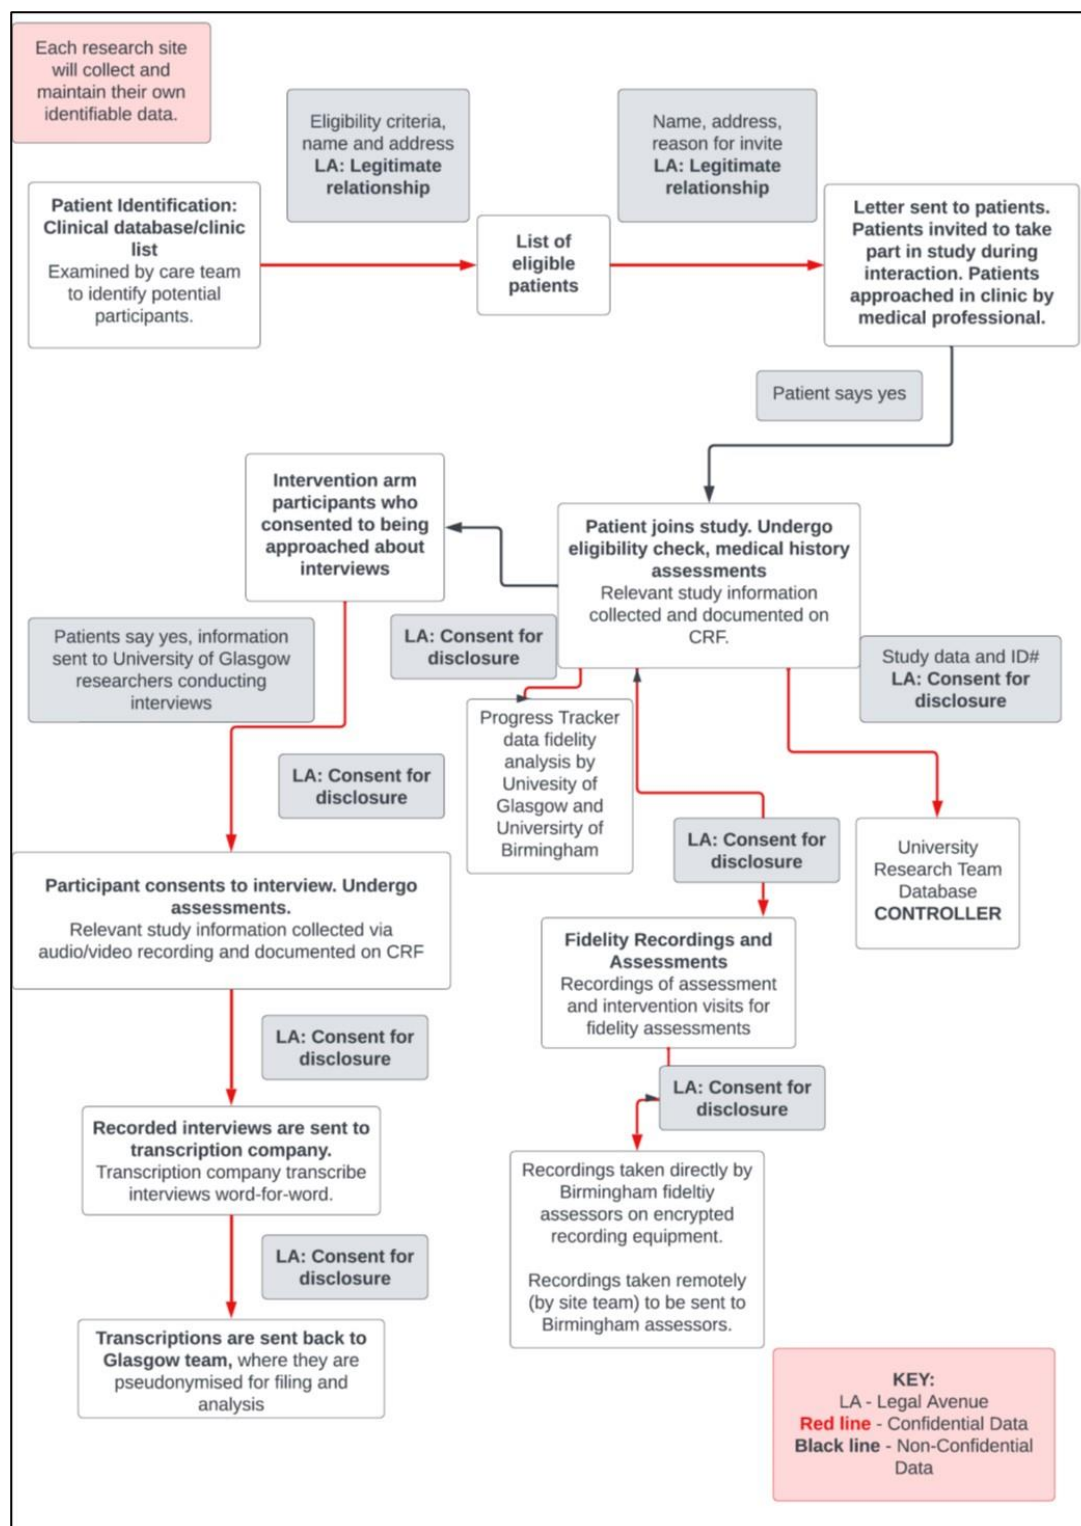 Each research site
will collect and
maintain their own
identifiable data.
Eligibility criteria,
name and address
LA: Legitimate
relationship
Name, address,
reason for invite
LA: Legitimate
relationship
Patient Identification:
Clinical database/clinic
list
Examined by care team
to identify potential
participants.
List of
eligible
patients
Letter sent to patients.
Patients invited to take
part in study during
interaction. Patients
approached in clinic by
medical professional.
Patient says yes
Intervention arm
participants who
consented to being
approached about
interviews
Patient joins study. Undergo
eligibility check, medical history
assessments
Relevant study information
collected and documented on
CRF.
LA: Consent for
disclosure
Patients say yes, information
sent to University of Glasgow
researchers conducting
interviews
Study data and ID#
LA: Consent for
disclosure
Progress Tracker
data fidelity
analysis by
Univesity of
Glasgow and
Universirty of
Birmingham
LA: Consent for
disclosure
LA: Consent for
disclosure
University
Research Team
Database
CONTROLLER
Participant consents to interview. Undergo
assessments.
Relevant study information collected via
audio/video recording and documented on CRF
Fidelity Recordings and
Assessments
Recordings of assessment
and intervention visits for
fidelity assessments
LA: Consent for
disclosure
LA: Consent for
disclosure
Recorded interviews are sent to
transcription company.
Transcription company transcribe
interviews word-for-word.
Recordings taken directly by
Birmingham fideltiy
assessors on encrypted
recording equipment.
Recordings taken remotely
(by site team) to be sent to
Birmingham assessors.
LA: Consent for
disclosure
Transcriptions are sent back to
Glasgow team, where they are
pseudonymised for filing and
analysis
KEY:
LA - Legal Avenue
Red line - Confidential Data
Black line - Non-Confidential
Data